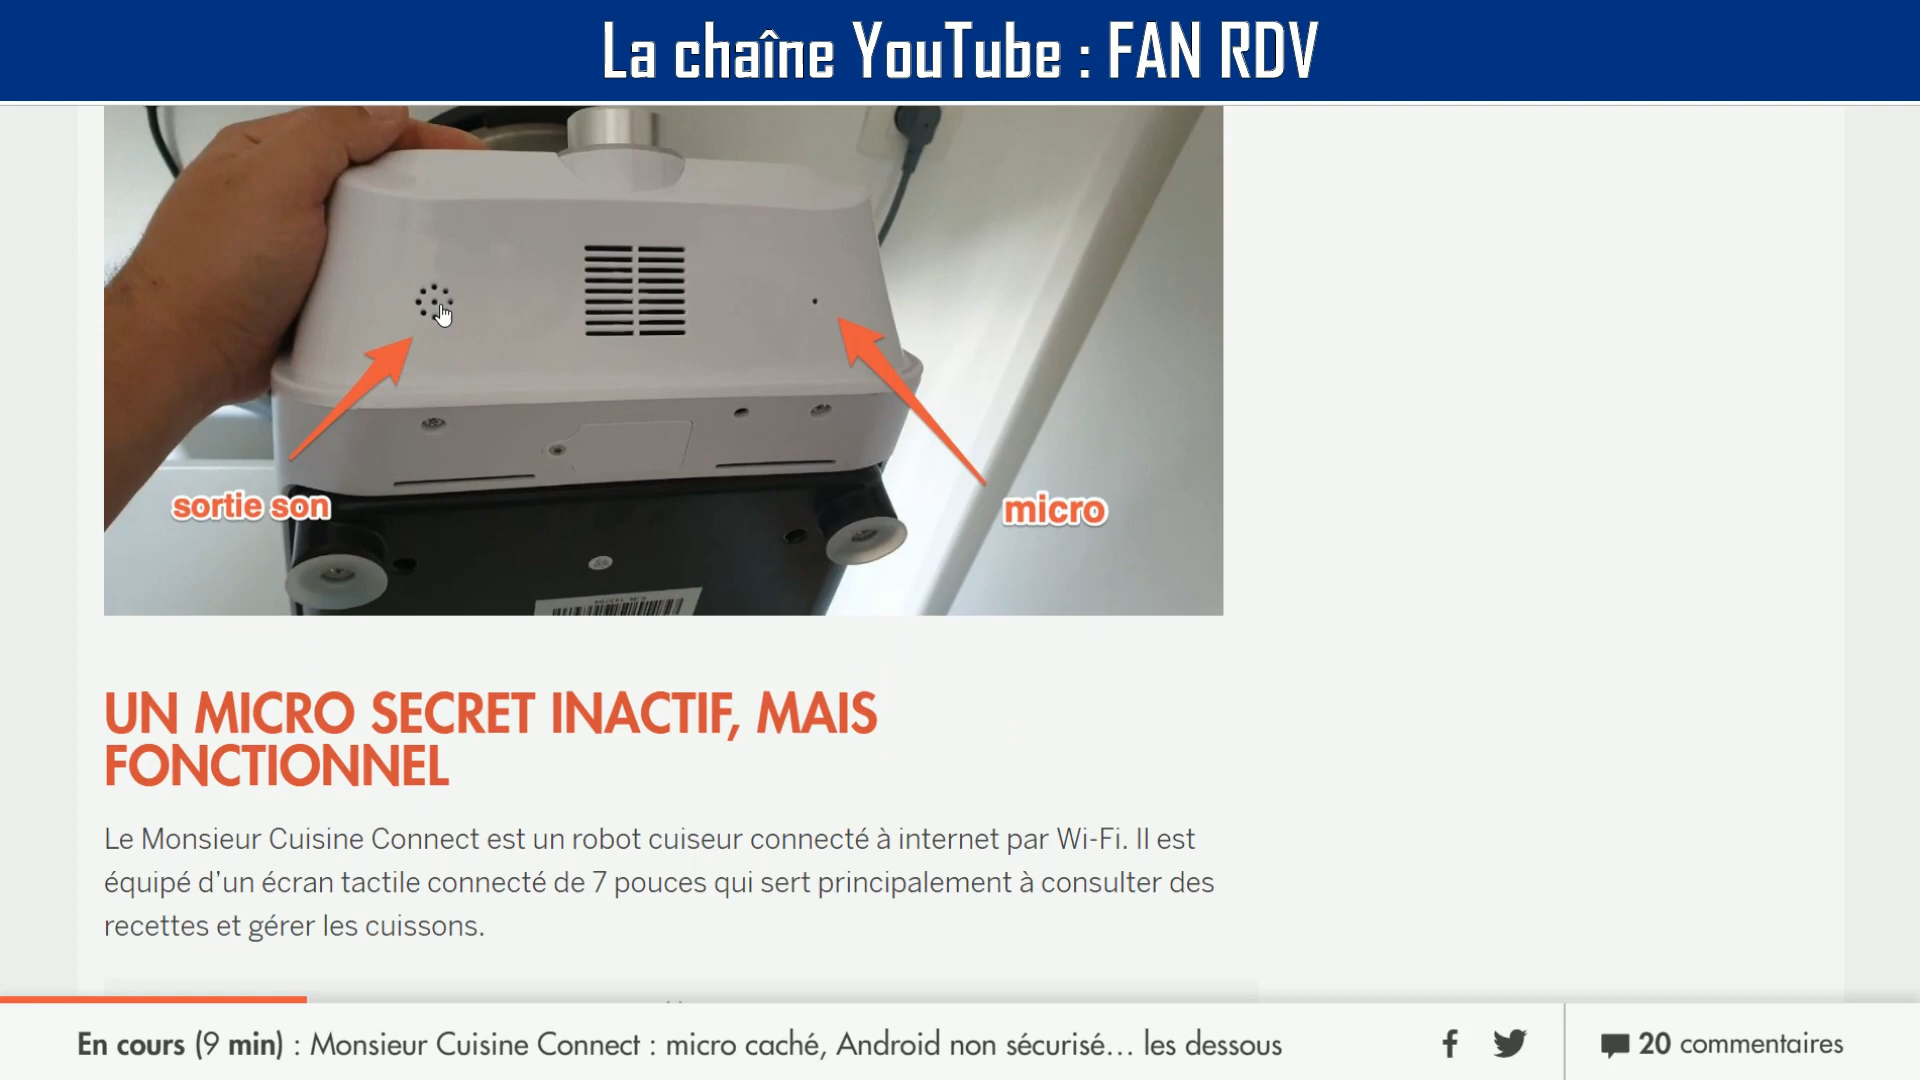 La chaîne YouTube : FAN RDV
sortie son
micro
UN MICRO SECRET INACTIF, MAIS
FONCTIONNEL
Le Monsieur Cuisine Connect est un robot cuiseur connecté à internet par Wi-Fi. Il est
équipé d’un écran tactile connecté de 7 pouces qui sert principalement à consulter des
recettes et gérer les cuissons.
En cours (9 min) : Monsieur Cuisine Connect : micro caché, Android non sécurisé… les dessous
20 commentaires